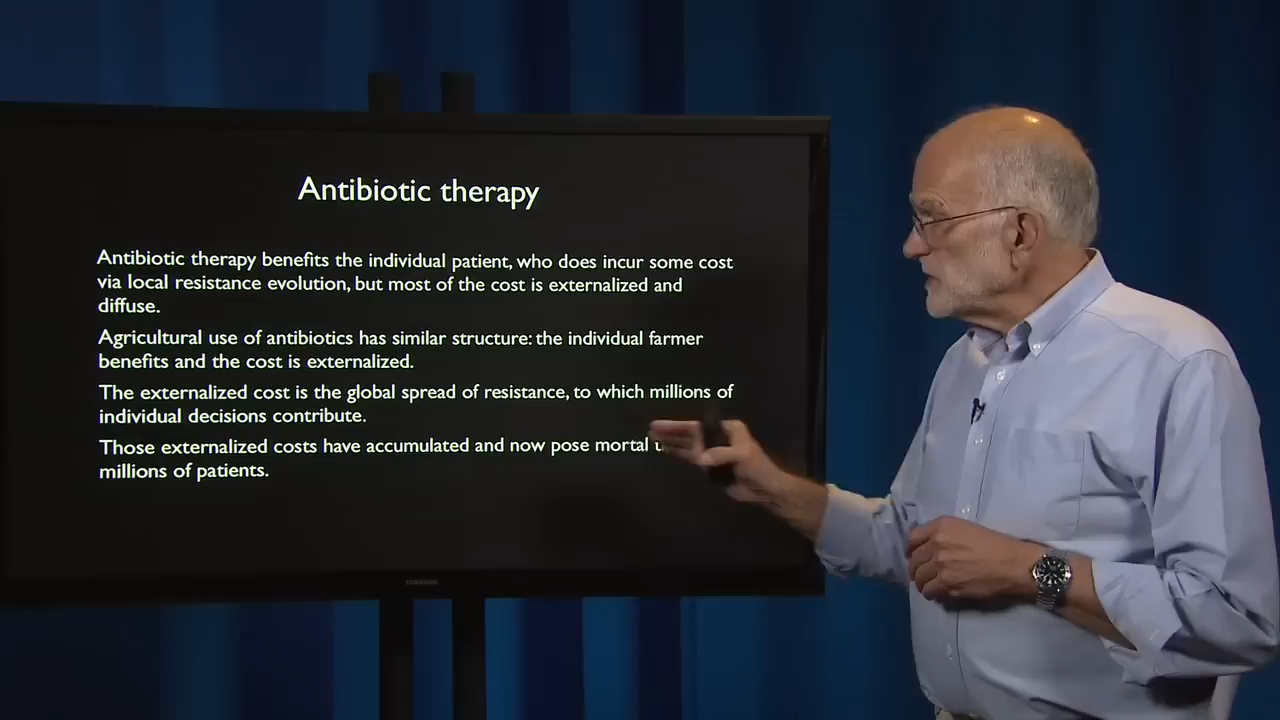 Antibiotic therapy
Antibiotic therapy benefits the individual patient, who does incur some cost
via local resistance evolution, but most of the cost is externalized and
diffuse.
Agricultural use of antibiotics has similar structure: the individual farmer
benefits and the cost is externalized.
The externalized cost is the global spread of resistance, to which millions of
individual decisions contribute.
Those externalized costs have accumulated and now pose mortal
millions of patients.
SAMSUNG